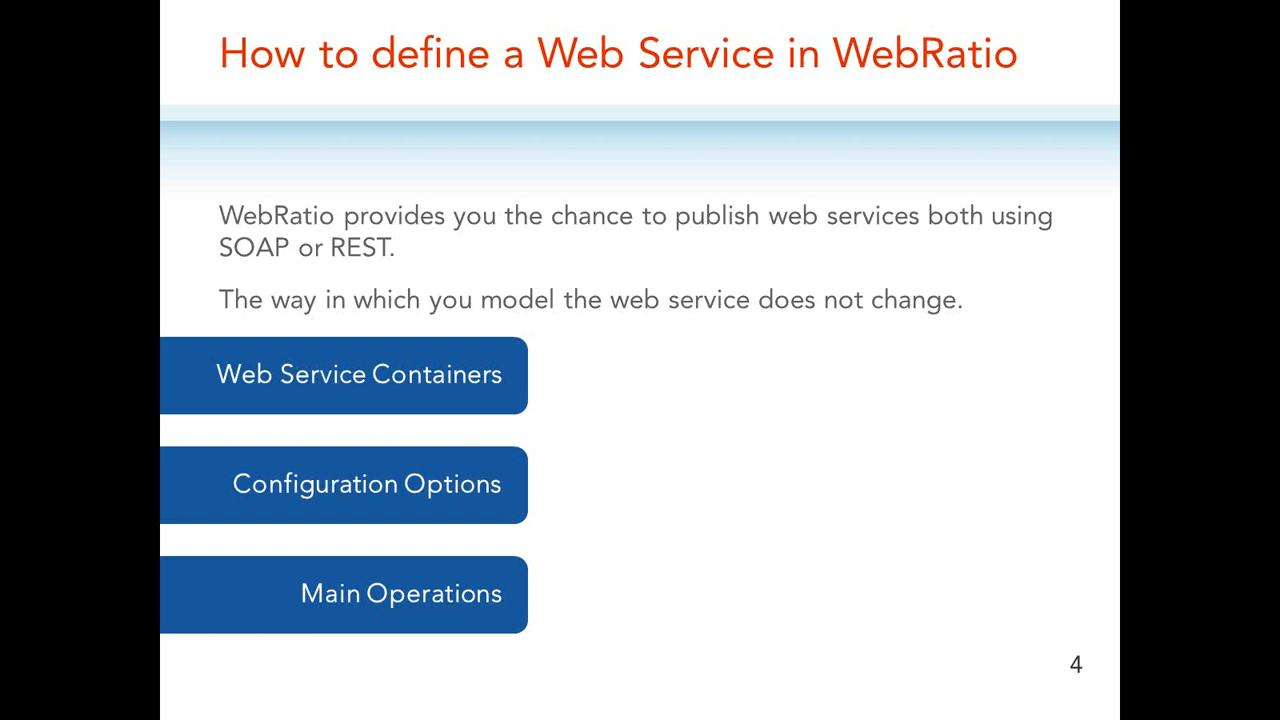 How to define a Web Service in WebRatio
WebRatio provides you the chance to publish web services both using
SOAP or REST.
The way in which you model the web service does not change.
Web Service Containers
Configuration Options
Main Operations
4